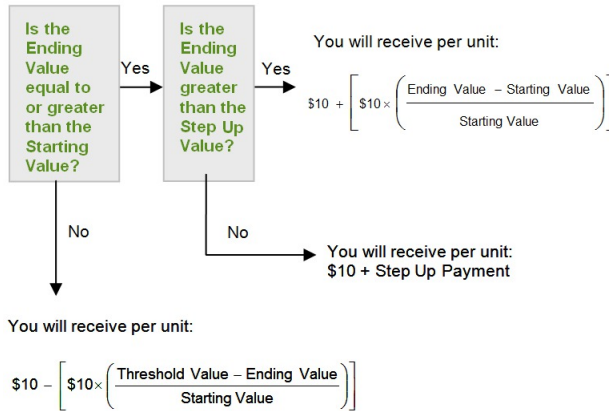 Is the
Ending
Value
equal to
or greater
than the
Starting
Value?
Yes
Is the
Ending
Value
greater
than the
Step Up
Value?
Yes
You will receive per unit:
$10 + [ $10 × ( Ending Value – Starting Value
Starting Value ) ]
No
No
You will receive per unit:
$10 + Step Up Payment
You will receive per unit:
$10 – [ $10× ( Threshold Value – Ending Value
Starting Value ) ]